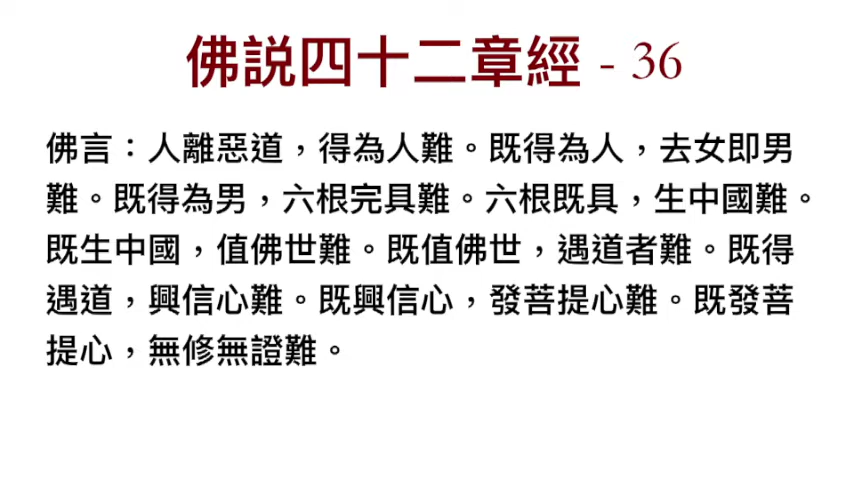 佛説四十二章經 - 36
佛言：人離惡道，得為人難。既得為人，去女即男
難。既得為男，六根完具難。六根既具，生中國難。
既生中國，值佛世難。既值佛世，遇道者難。既得
遇道，興信心難。既興信心，發菩提心難。既發菩
提心，無修無證難。